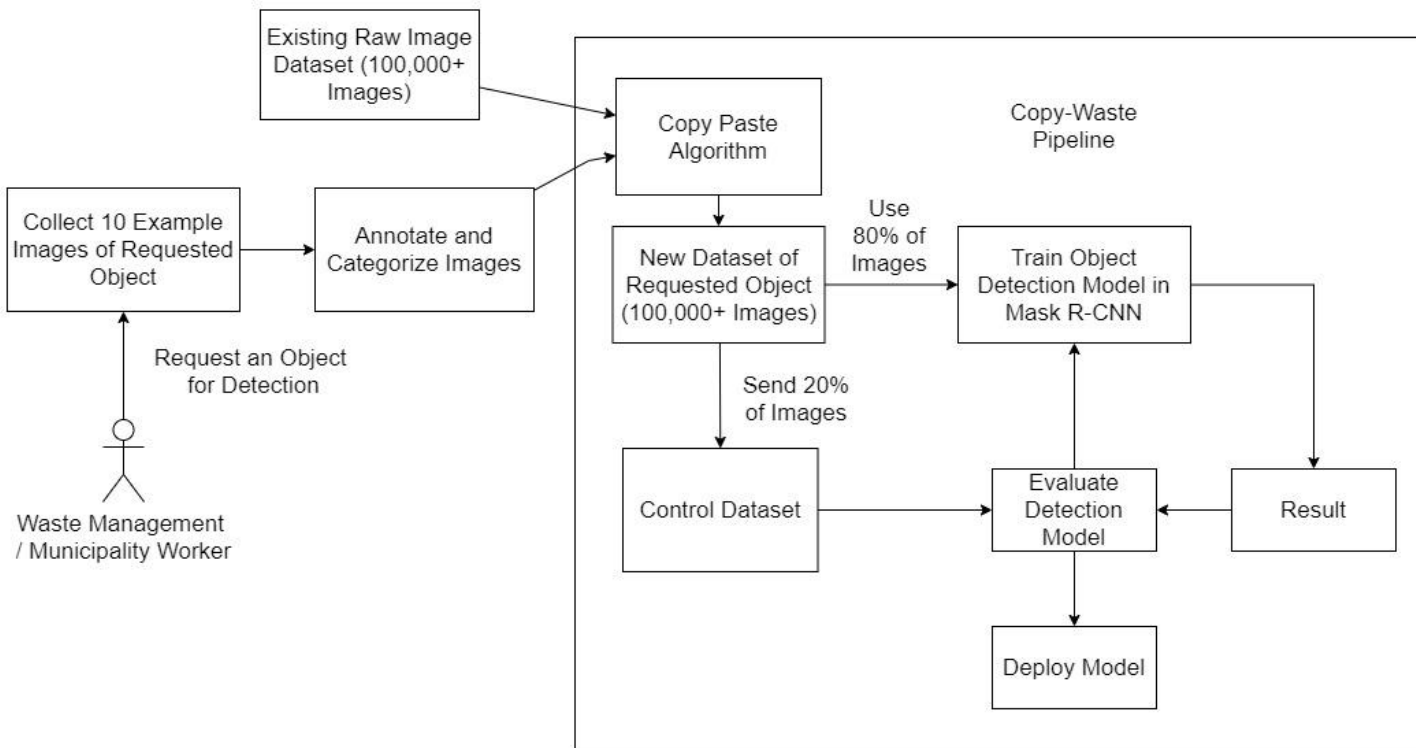 Existing Raw Image
Dataset (100,000+
Images)
Copy Paste
Algorithm
Copy-Waste
Pipeline
Collect 10 Example
Images of Requested
Object
Annotate and
Categorize Images
New Dataset of
Requested Object
(100,000+ Images)
Use
80% of
Images
Train Object
Detection Model in
Mask R-CNN
Request an Object
for Detection
Send 20%
of Images
Waste Management
/ Municipality Worker
Control Dataset
Evaluate
Detection
Model
Result
Deploy Model